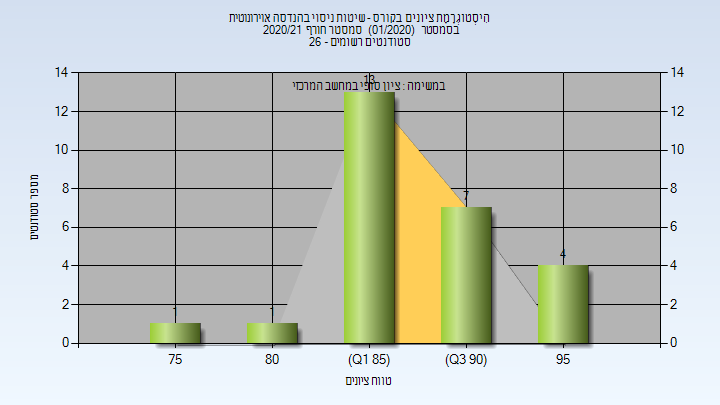 היסטוגרמת ציונים בקורס - שיטות ניסוי בהנדסה אוירונוטית
בסמסטר (01/2020) סמסטר חורף 2020/21
סטודנטים רשומים - 26
במשימה : ציון סופי במחשב המרכזי
מספר סטודנטים
14 14
12 12
10 10
8 8
6 6
4 4
2 2
0 0
1 1 13 7 4
75 80 (Q1 85) (Q3 90) 95
טווח ציונים